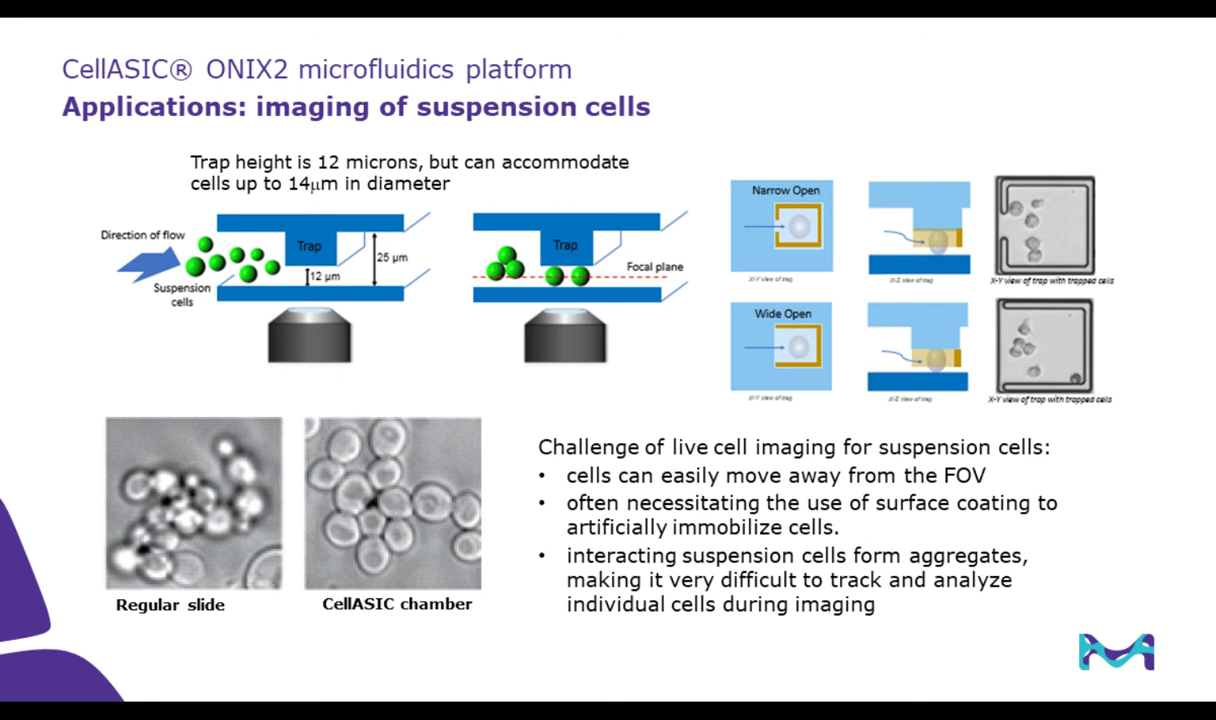 CellASIC® ONIX2 microfluidics platform
Applications: imaging of suspension cells
Trap height is 12 microns, but can accommodate
cells up to 14μm in diameter
Direction of flow
Suspension
cells
Trap
12 μm
25 μm
Trap
Focal plane
Narrow Open
X-Y view of trap
X-Z view of trap
X-Y view of trap with trapped cells
Wide Open
X-Y view of trap
X-Z view of trap
X-Y view of trap with trapped cells
Regular slide
CellASIC chamber
Challenge of live cell imaging for suspension cells:
• cells can easily move away from the FOV
• often necessitating the use of surface coating to
artificially immobilize cells.
• interacting suspension cells form aggregates,
making it very difficult to track and analyze
individual cells during imaging